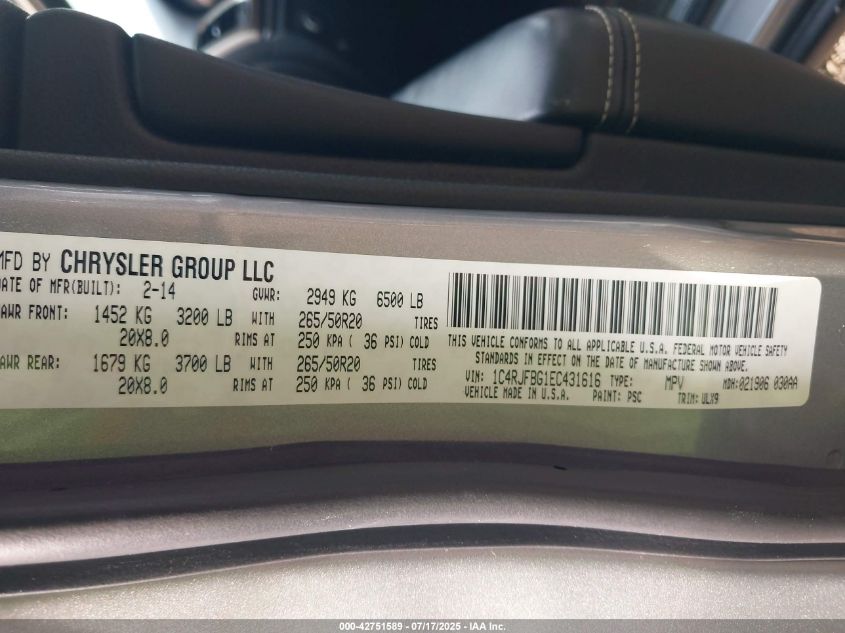 MFD BY CHRYSLER GROUP LLC
DATE OF MFR(BUILT): 2-14 GVWR: 2949 KG 6500 LB
GAWR FRONT: 1452 KG 3200 LB WITH 265/50R20 TIRES
20X8.0 RIMS AT 250 KPA ( 36 PSI) COLD
GAWR REAR: 1679 KG 3700 LB WITH 265/50R20 TIRES
20X8.0 RIMS AT 250 KPA ( 36 PSI) COLD
THIS VEHICLE CONFORMS TO ALL APPLICABLE U.S.A. FEDERAL MOTOR VEHICLE SAFETY
STANDARDS IN EFFECT ON THE DATE OF MANUFACTURE SHOWN ABOVE.
VIN: 1C4RJFBG1EC431616 TYPE: MPV MDH:021906 030AA
VEHICLE MADE IN U.S.A. PAINT: PSC TRIM: ULX9
000-42751589 - 07/17/2025 - IAA Inc.